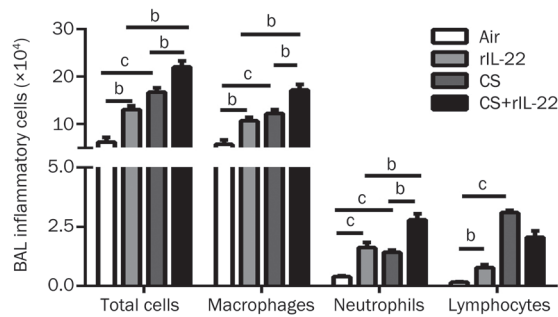 b
b
c
b
b
b
c
b
b
c
b
c
c
b
30
20
10
5.0
2.5
0.0
BAL inflammatory cells (×10⁴)
Air
rIL-22
CS
CS+rIL-22
Total cells Macrophages Neutrophils Lymphocytes